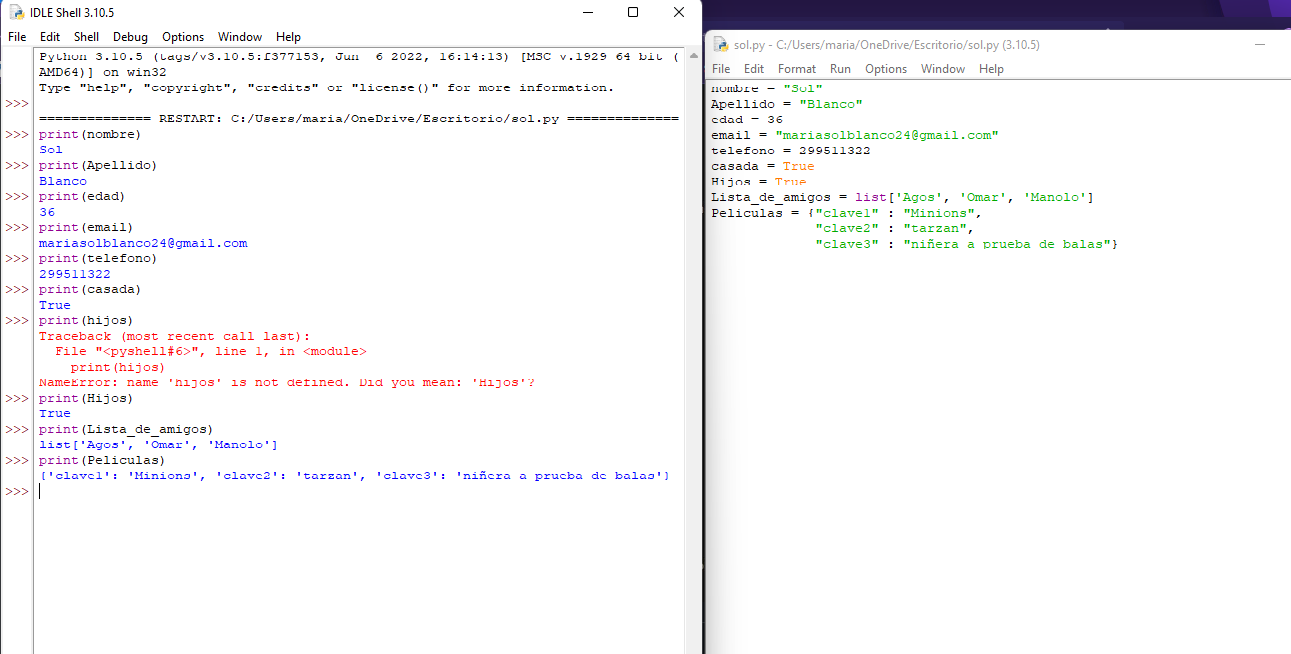 IDLE Shell 3.10.5
File Edit Shell Debug Options Window Help
Python 3.10.5 (tags/v3.10.5:f377153, Jun  6 2022, 16:14:13) [MSC v.1929 64 bit (
AMD64)] on win32
Type "help", "copyright", "credits" or "license()" for more information.
>>>
============== RESTART: C:/Users/maria/OneDrive/Escritorio/sol.py ==============
>>> print(nombre)
Sol
>>> print(Apellido)
Blanco
>>> print(edad)
36
>>> print(email)
mariasolblanco24@gmail.com
>>> print(telefono)
299511322
>>> print(casada)
True
>>> print(hijos)
Traceback (most recent call last):
  File "<pyshell#6>", line 1, in <module>
    print(hijos)
NameError: name 'hijos' is not defined. Did you mean: 'Hijos'?
>>> print(Hijos)
True
>>> print(Lista_de_amigos)
list['Agos', 'Omar', 'Manolo']
>>> print(Peliculas)
{'clave1': 'Minions', 'clave2': 'tarzan', 'clave3': 'niñera a prueba de balas'}
>>>
sol.py - C:/Users/maria/OneDrive/Escritorio/sol.py (3.10.5)
File Edit Format Run Options Window Help
nombre = "Sol"
Apellido = "Blanco"
edad = 36
email = "mariasolblanco24@gmail.com"
telefono = 299511322
casada = True
Hijos = True
Lista_de_amigos = list['Agos', 'Omar', 'Manolo']
Peliculas = {"clave1" : "Minions",
             "clave2" : "tarzan",
             "clave3" : "niñera a prueba de balas"}